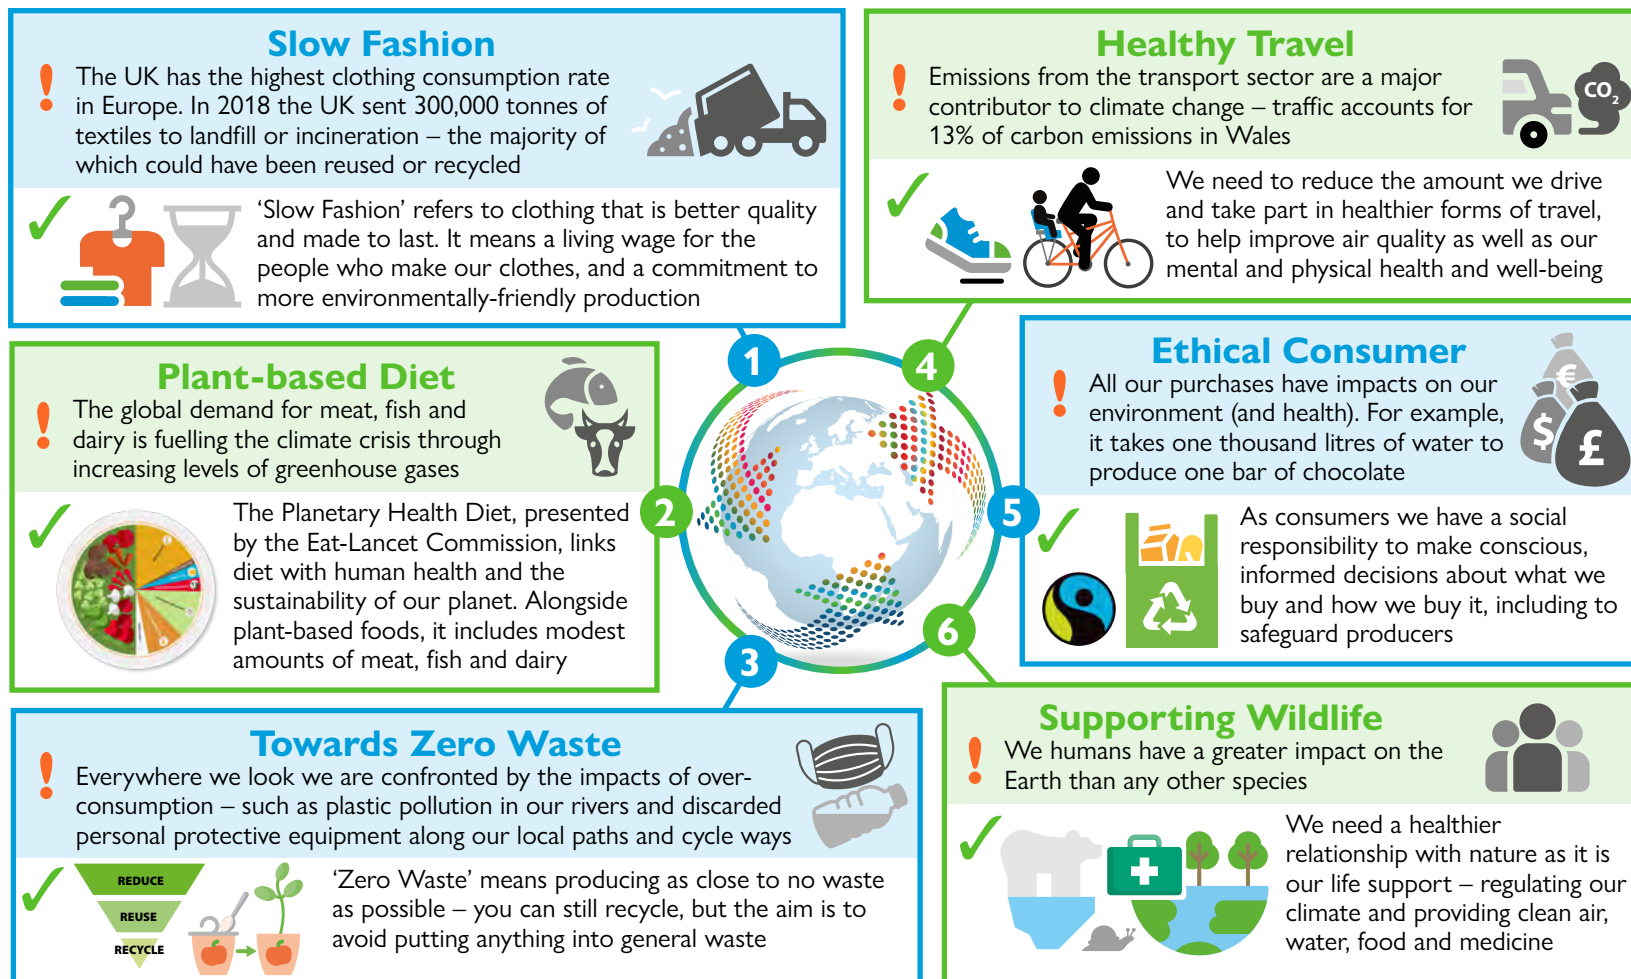 Slow Fashion
The UK has the highest clothing consumption rate
in Europe. In 2018 the UK sent 300,000 tonnes of
textiles to landfill or incineration – the majority of
which could have been reused or recycled
‘Slow Fashion’ refers to clothing that is better quality
and made to last. It means a living wage for the
people who make our clothes, and a commitment to
more environmentally-friendly production
1
Plant-based Diet
The global demand for meat, fish and
dairy is fuelling the climate crisis through
increasing levels of greenhouse gases
The Planetary Health Diet, presented
by the Eat-Lancet Commission, links
diet with human health and the
sustainability of our planet. Alongside
plant-based foods, it includes modest
amounts of meat, fish and dairy
2
Towards Zero Waste
Everywhere we look we are confronted by the impacts of over-
consumption – such as plastic pollution in our rivers and discarded
personal protective equipment along our local paths and cycle ways
REDUCE
REUSE
RECYCLE
‘Zero Waste’ means producing as close to no waste
as possible – you can still recycle, but the aim is to
avoid putting anything into general waste
3
Healthy Travel
Emissions from the transport sector are a major
contributor to climate change – traffic accounts for
13% of carbon emissions in Wales
CO₂
We need to reduce the amount we drive
and take part in healthier forms of travel,
to help improve air quality as well as our
mental and physical health and well-being
4
Ethical Consumer
All our purchases have impacts on our
environment (and health). For example,
it takes one thousand litres of water to
produce one bar of chocolate
€
$
£
As consumers we have a social
responsibility to make conscious,
informed decisions about what we
buy and how we buy it, including to
safeguard producers
5
Supporting Wildlife
We humans have a greater impact on the
Earth than any other species
We need a healthier
relationship with nature as it is
our life support – regulating our
climate and providing clean air,
water, food and medicine
6